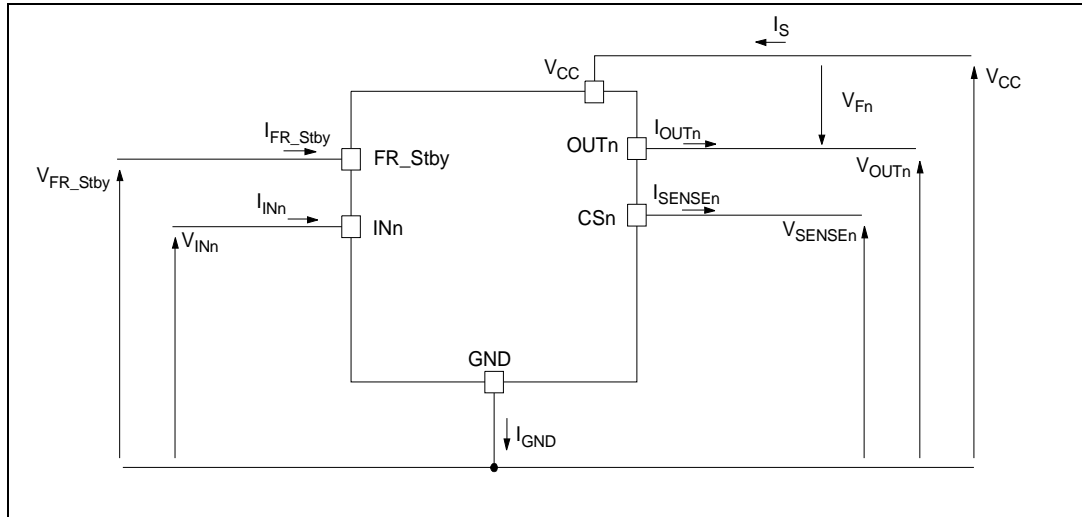 I_S
V_CC
V_CC
V_Fn
I_FR_Stby
FR_Stby
OUTn
I_OUTn
V_FR_Stby
V_OUTn
I_INn
INn
CSn
I_SENSEn
V_INn
V_SENSEn
GND
I_GND